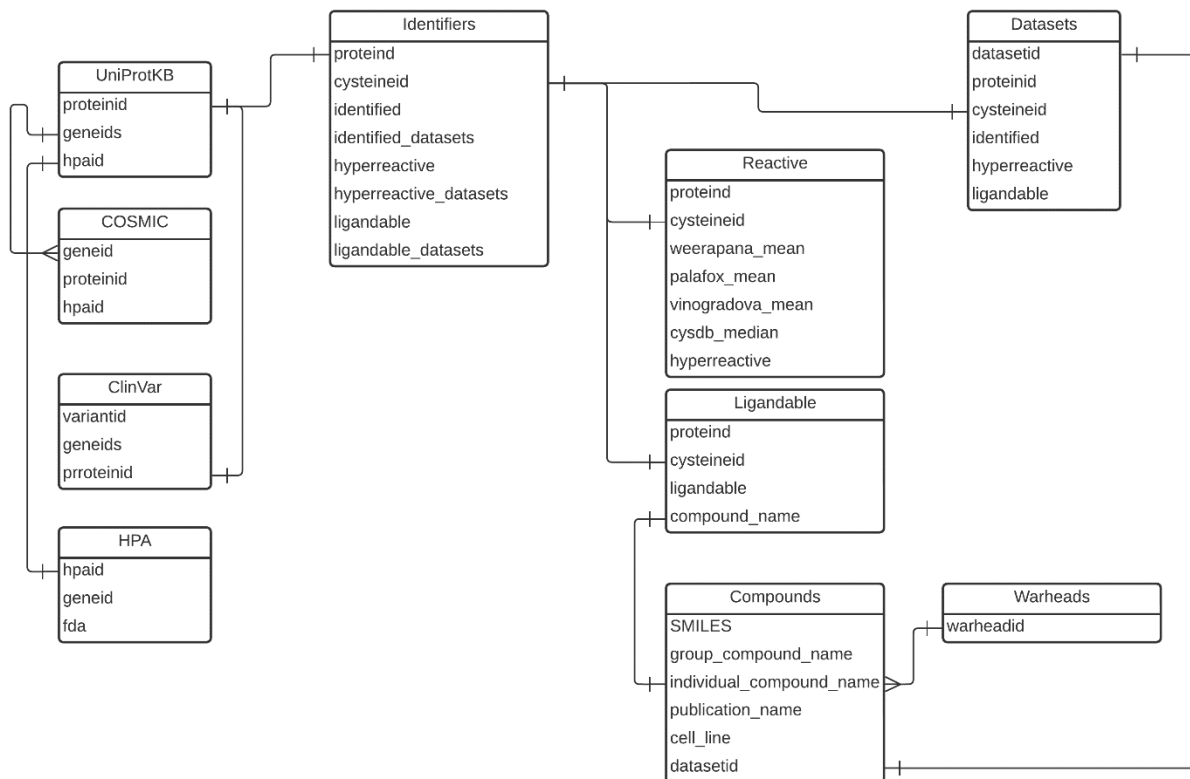 Identifiers
proteind
cysteineid
identified
identified_datasets
hyperreactive
hyperreactive_datasets
ligandable
ligandable_datasets
Datasets
datasetid
proteinid
cysteineid
identified
hyperreactive
ligandable
UniProtKB
proteinid
geneids
hpaid
COSMIC
geneid
proteinid
hpaid
ClinVar
variantid
geneids
prroteinid
HPA
hpaid
geneid
fda
Reactive
proteind
cysteineid
weerapana_mean
palafox_mean
vinogradova_mean
cysdb_median
hyperreactive
Ligandable
proteind
cysteineid
ligandable
compound_name
Compounds
SMILES
group_compound_name
individual_compound_name
publication_name
cell_line
datasetid
Warheads
warheadid